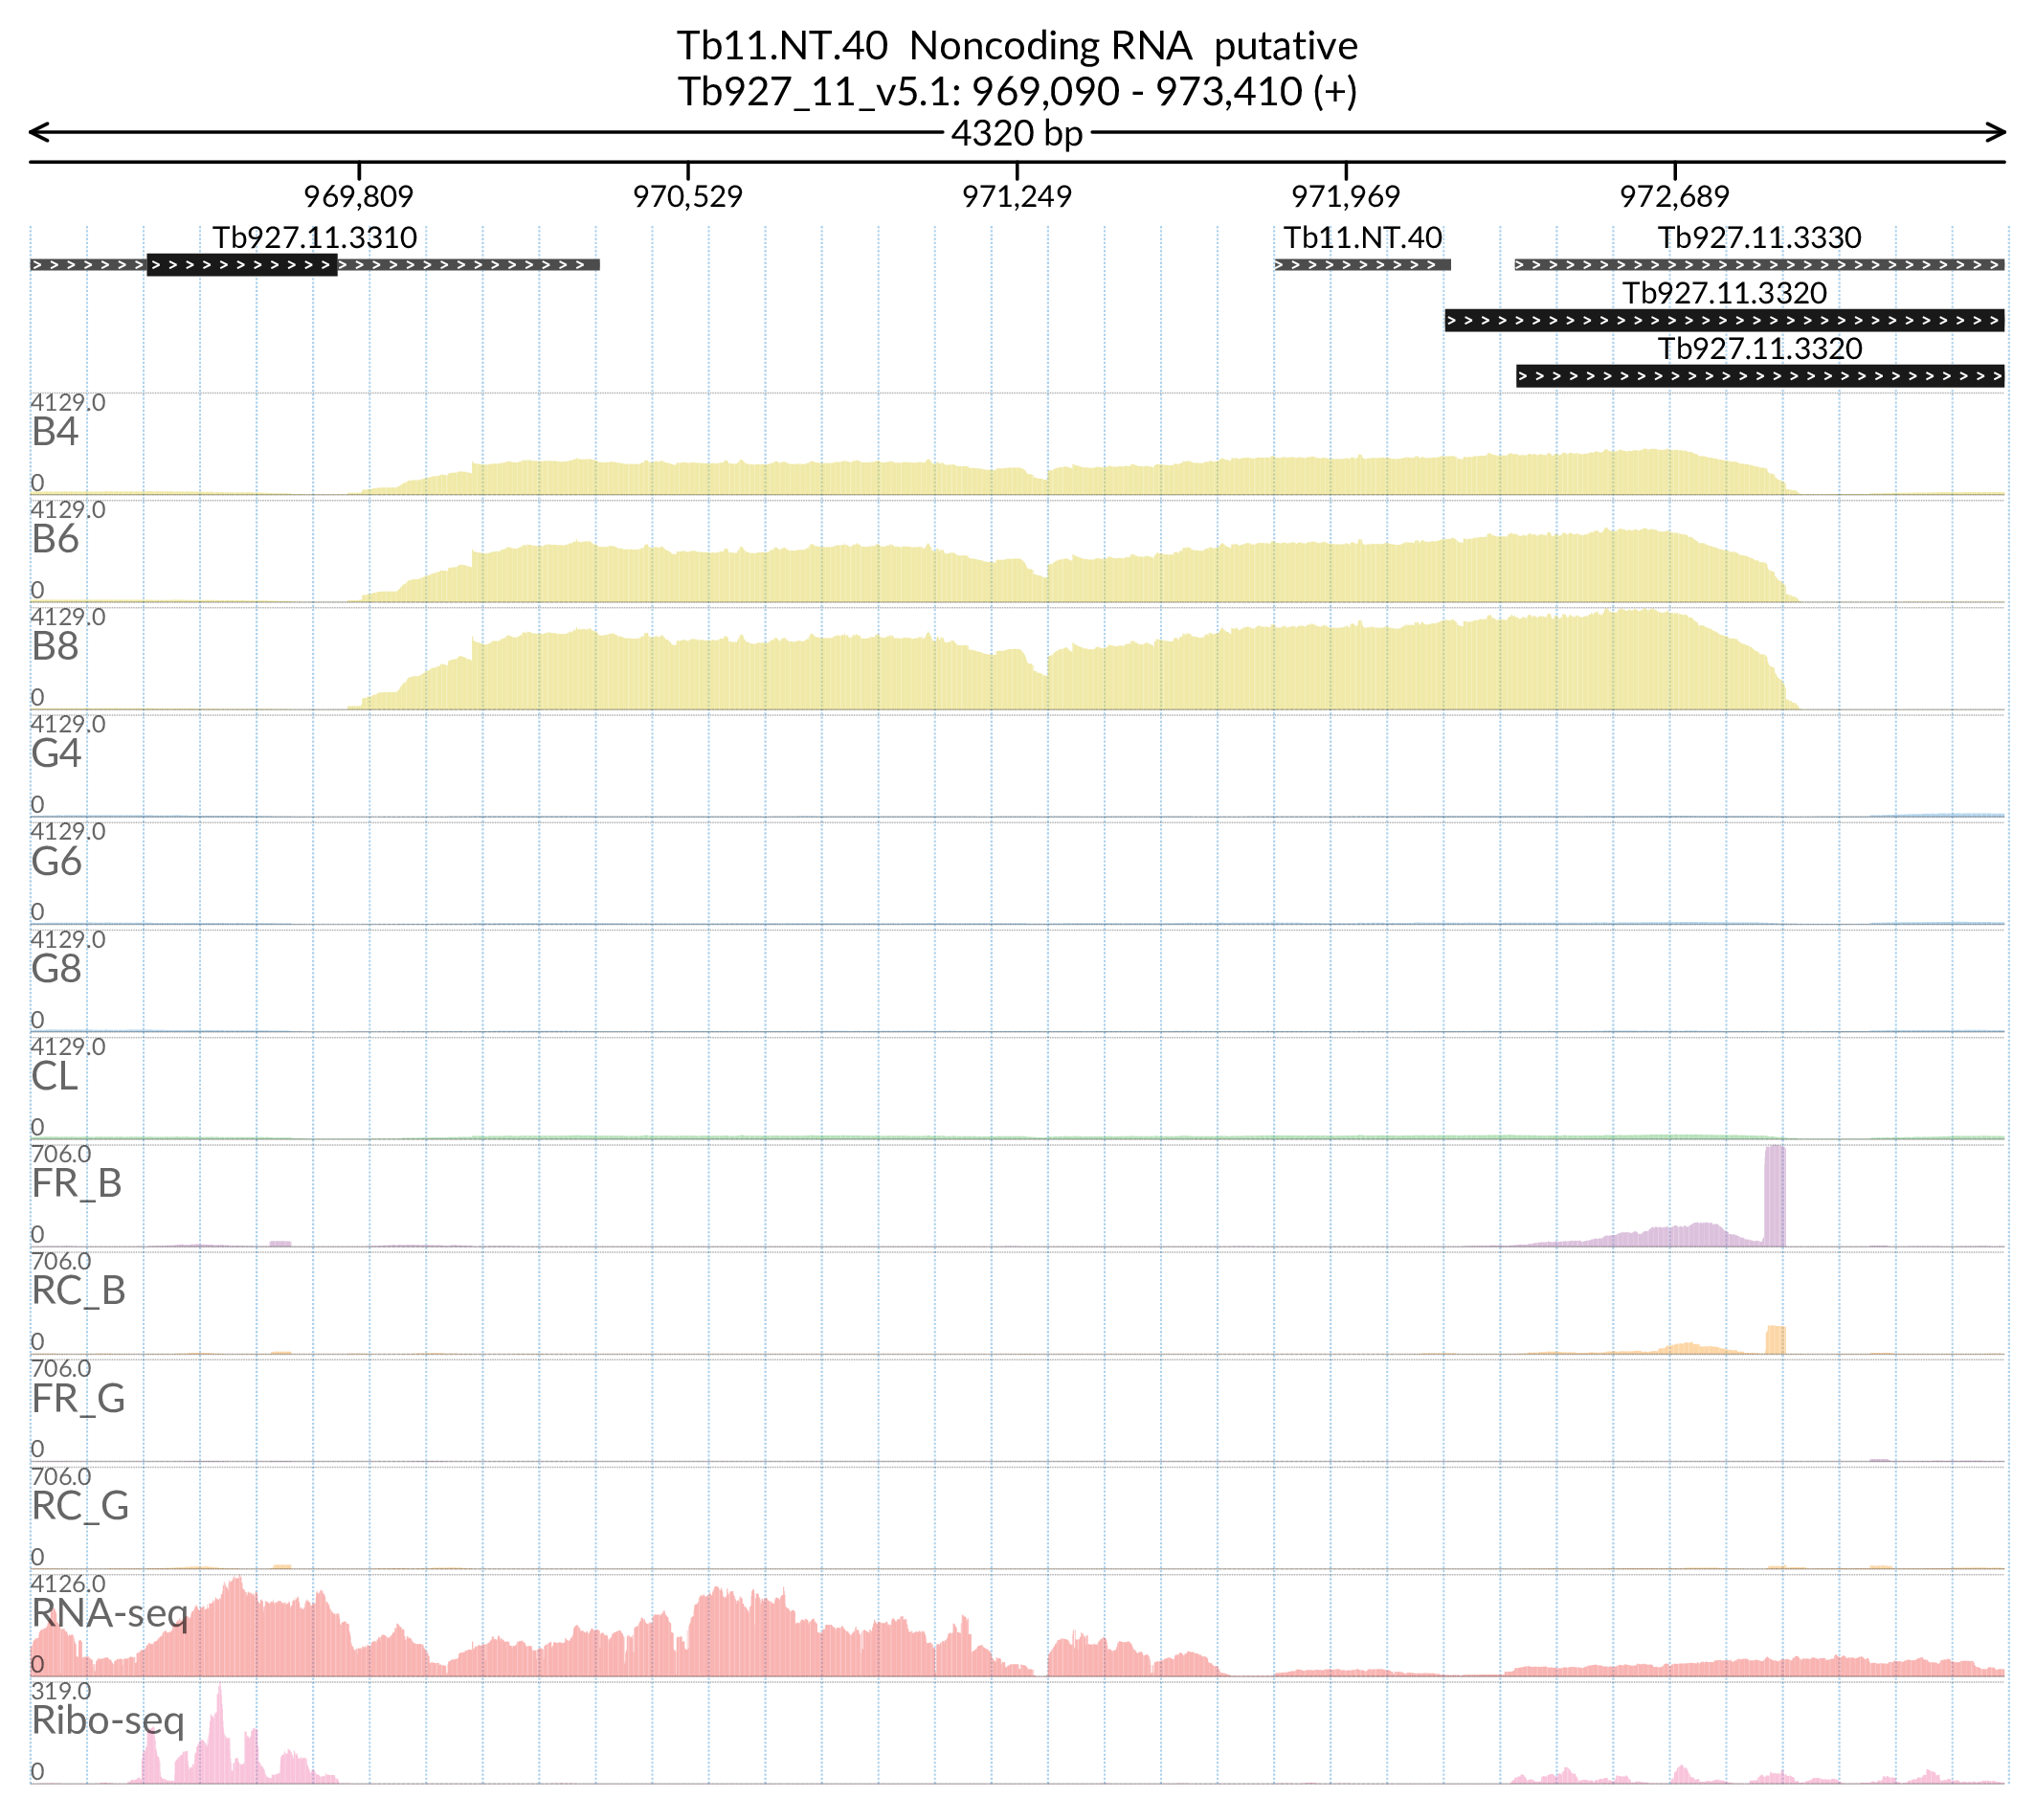 Tb11.NT.40 Noncoding RNA putative
Tb927_11_v5.1: 969,090 - 973,410 (+)
4320 bp
969,809 970,529 971,249 971,969 972,689
Tb927.11.3310 Tb11.NT.40 Tb927.11.3330
Tb927.11.3320
Tb927.11.3320
4129.0
B4
0
4129.0
B6
0
4129.0
B8
0
4129.0
G4
0
4129.0
G6
0
4129.0
G8
0
4129.0
CL
0
706.0
FR_B
0
706.0
RC_B
0
706.0
FR_G
0
706.0
RC_G
0
4126.0
RNA-seq
0
319.0
Ribo-seq
0